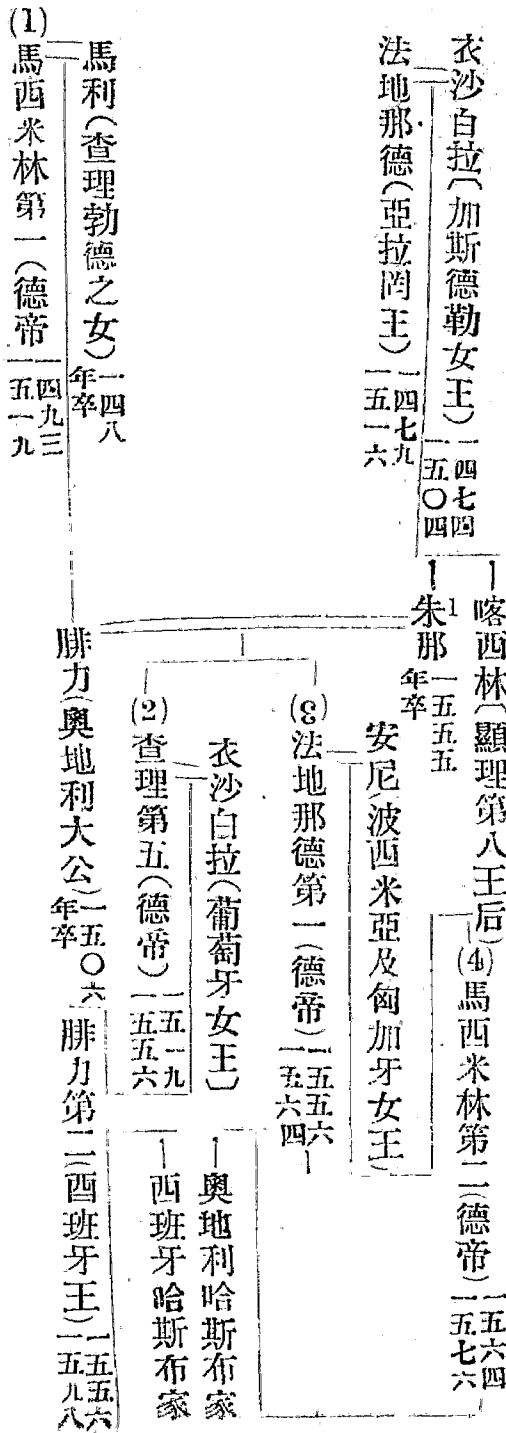 衣沙白拉(加斯德勒女王)一四七四
一五〇四
法地那德(亞拉岡王)一四七九
一五一六
馬利(查理勃德之女)一四八
年卒
(1)
馬西米林第一(德帝
一四九三
一五一九
喀西林(顯理第八王后)
1
朱那 一五五五
年卒
腓力(奧地利大公)一五〇六
年卒
安尼(波西米亞及匈加牙女王)
(3)
法地那德第一(德帝)一五五六
一五六四
衣沙白拉(葡萄牙女王)
(2)
查理第五(德帝)一五一九
一五五六
(4)
馬西米林第二(德帝)一五六四
一五七六
腓力第二(西班牙王)一五五六
一五九八
奧地利哈斯布家
西班牙哈斯布家